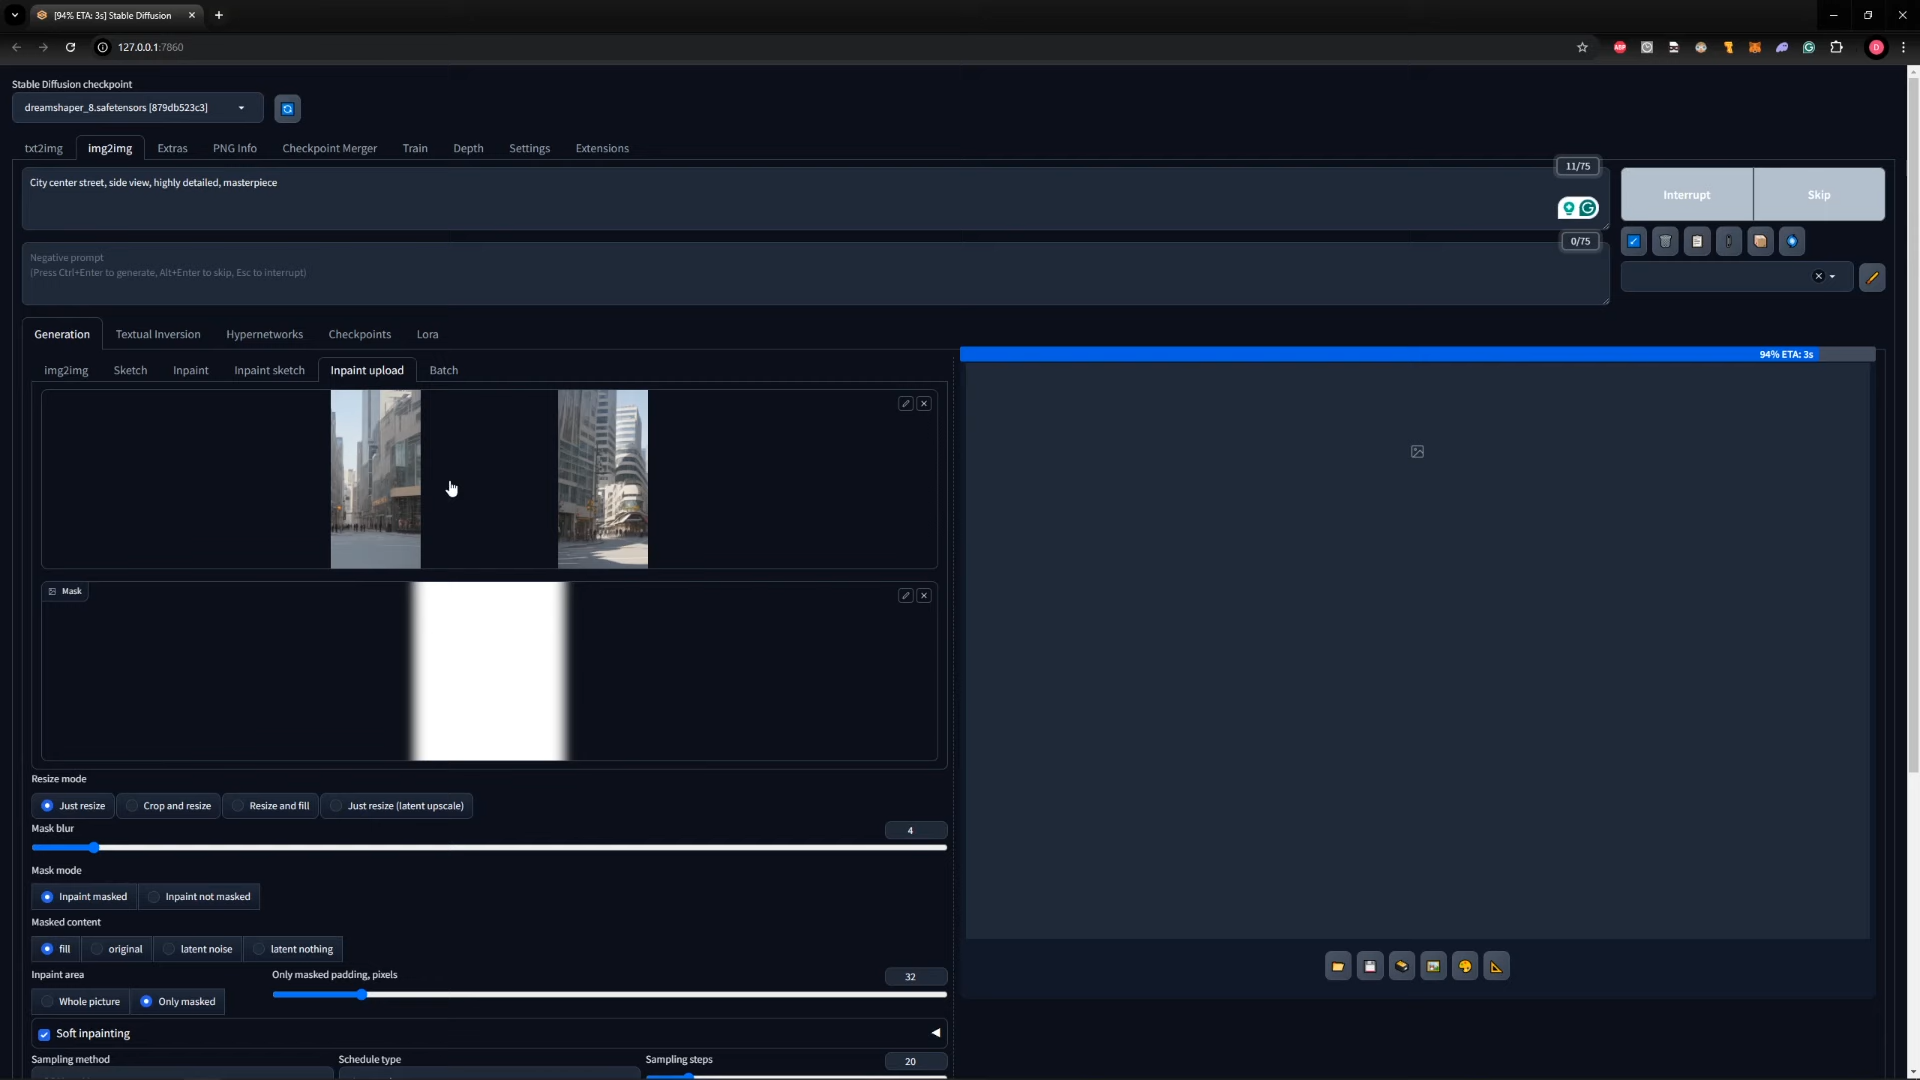 [94% ETA: 3s] Stable Diffusion
127.0.0.1:7860
Stable Diffusion checkpoint
dreamshaper_8.safetensors [879db523c3]
txt2img
img2img
Extras
PNG Info
Checkpoint Merger
Train
Depth
Settings
Extensions
11/75
City center street, side view, highly detailed, masterpiece
Interrupt
Skip
0/75
Negative prompt
(Press Ctrl+Enter to generate, Alt+Enter to skip, Esc to interrupt)
Generation
Textual Inversion
Hypernetworks
Checkpoints
Lora
94% ETA: 3s
img2img
Sketch
Inpaint
Inpaint sketch
Inpaint upload
Batch
Mask
Resize mode
Just resize
Crop and resize
Resize and fill
Just resize (latent upscale)
Mask blur
4
Mask mode
Inpaint masked
Inpaint not masked
Masked content
fill
original
latent noise
latent nothing
Inpaint area
Only masked padding, pixels
32
Whole picture
Only masked
Soft inpainting
Sampling method
Schedule type
Sampling steps
20